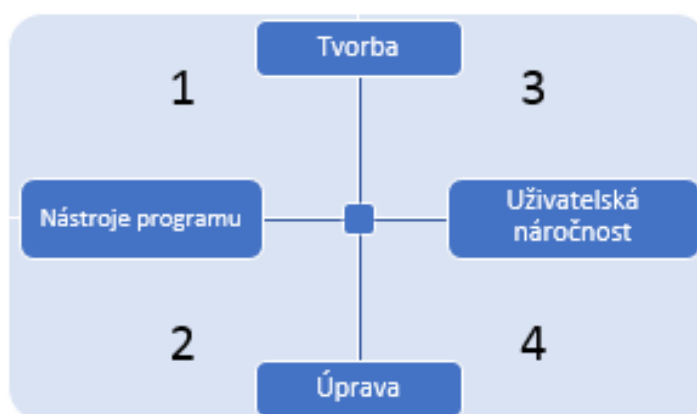 Tvorba
1
3
Nástroje programu
Uživatelská
náročnost
2
4
Úprava